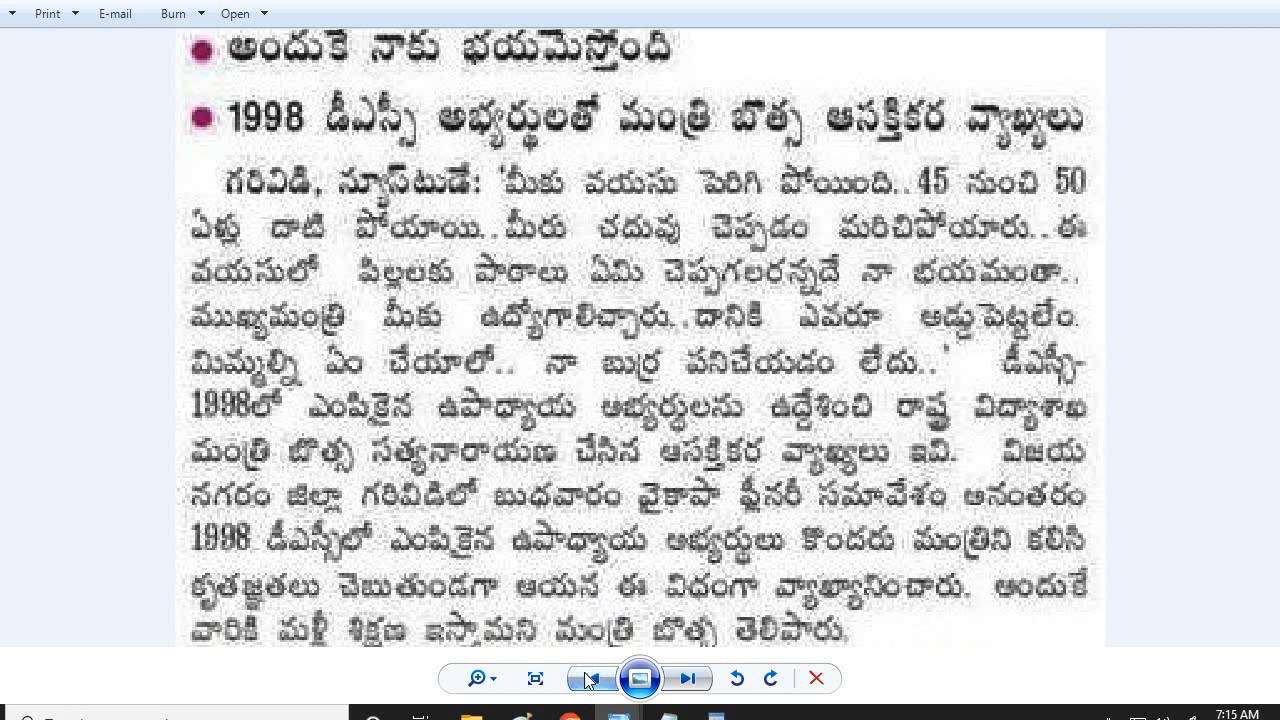 Print E-mail Burn Open
అందుకే నాకు భయమేస్తోంది
1998 డీఎస్సీ అభ్యర్థులతో మంత్రి బొత్స ఆసక్తికర వ్యాఖ్యలు
గరివిడి, న్యూస్‌టుడే: ‘మీకు వయసు పెరిగి పోయింది.. 45 నుంచి 50
ఏళ్లు దాటి పోయాయి.. మీరు చదువు చెప్పడం మరిచిపోయారు.. ఈ
వయసులో పిల్లలకు పాఠాలు ఏమి చెప్పగలరన్నదే నా భయమంతా..
ముఖ్యమంత్రి మీకు ఉద్యోగాలిచ్చారు.. దానికి ఎవరూ అడ్డుపెట్టలేం.
మిమ్మల్ని ఏం చేయాలో.. నా బుర్ర పనిచేయడం లేదు..’ డీఎస్సీ-
1998లో ఎంపికైన ఉపాధ్యాయ అభ్యర్థులను ఉద్దేశించి రాష్ట్ర విద్యాశాఖ
మంత్రి బొత్స సత్యనారాయణ చేసిన ఆసక్తికర వ్యాఖ్యలు ఇవి. విజయ
నగరం జిల్లా గరివిడిలో బుధవారం వైకాపా ప్లీనరీ సమావేశం అనంతరం
1998 డీఎస్సీలో ఎంపికైన ఉపాధ్యాయ అభ్యర్థులు కొందరు మంత్రిని కలిసి
కృతజ్ఞతలు చెబుతుండగా ఆయన ఈ విధంగా వ్యాఖ్యానించారు. అందుకే
వారికి మళ్లీ శిక్షణ ఇస్తామని మంత్రి బొత్స తెలిపారు.
7:15 AM